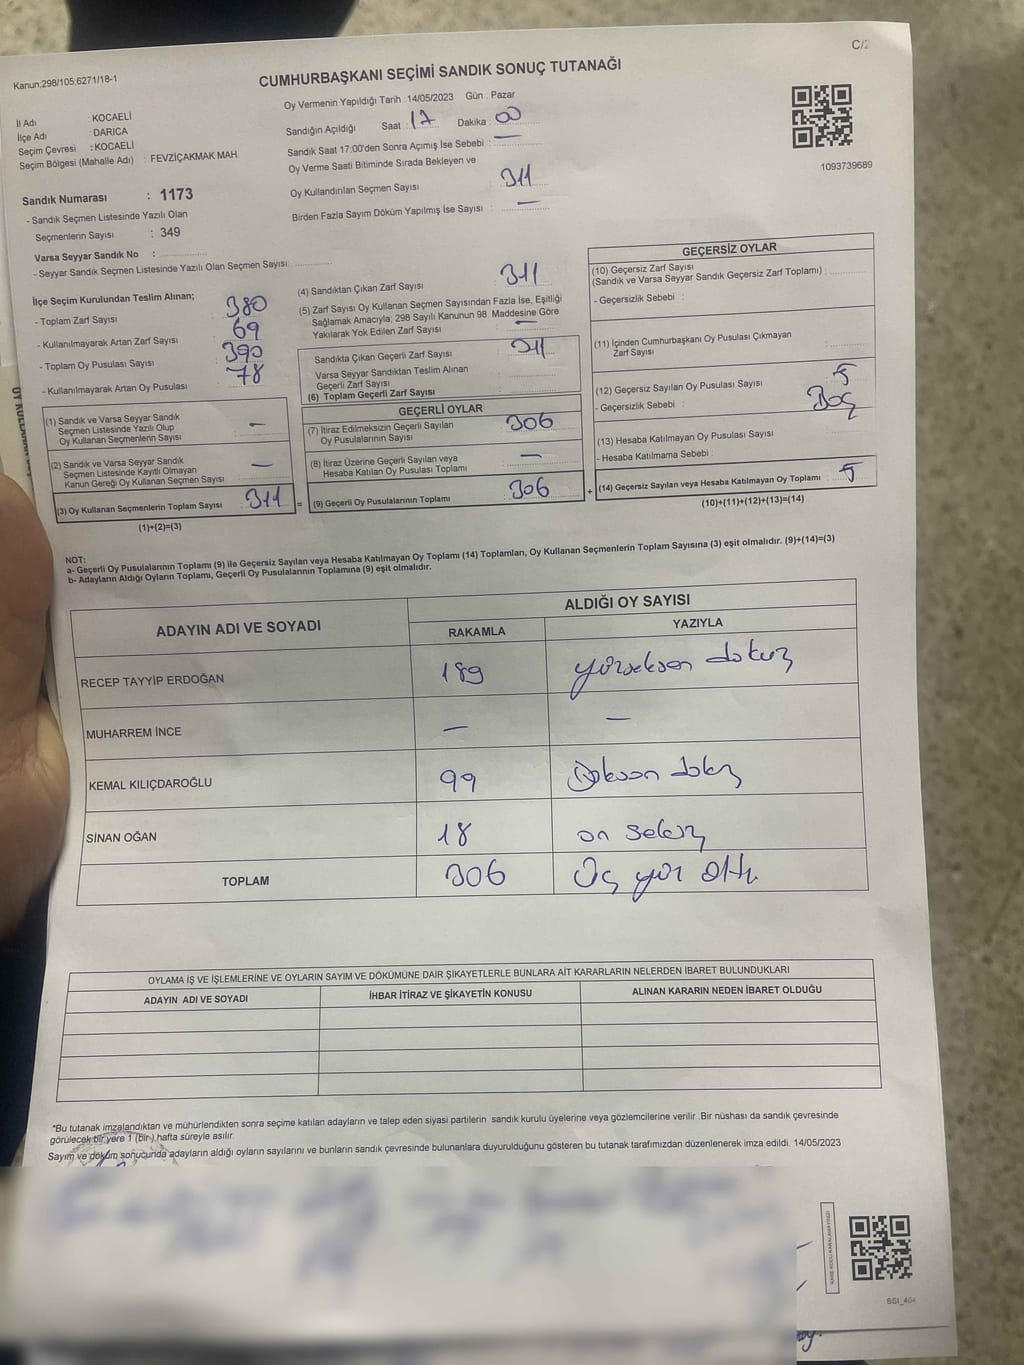 C/2
Kanun:298/105;6271/18-1
CUMHURBAŞKANI SEÇİMİ SANDIK SONUÇ TUTANAĞI
İl Adı : KOCAELİ
İlçe Adı : DARICA
Seçim Çevresi : KOCAELİ
Seçim Bölgesi (Mahalle Adı) : FEVZİÇAKMAK MAH.
Oy Vermenin Yapıldığı Tarih :14/05/2023 Gün : Pazar
Sandığın Açıldığı Saat 17 Dakika 00
Sandık Saat 17:00'den Sonra Açımış İse Sebebi : —
Oy Verme Saati Bitiminde Sırada Bekleyen ve
Oy Kullandırılan Seçmen Sayısı 311
Birden Fazla Sayım Döküm Yapılmış İse Sayısı : —
1093739689
Sandık Numarası : 1173
- Sandık Seçmen Listesinde Yazılı Olan
Seçmenlerin Sayısı : 349
Varsa Seyyar Sandık No :
- Seyyar Sandık Seçmen Listesinde Yazılı Olan Seçmen Sayısı:
İlçe Seçim Kurulundan Teslim Alınan;
- Toplam Zarf Sayısı 380
- Kullanılmayarak Artan Zarf Sayısı 69
- Toplam Oy Pusulası Sayısı 390
- Kullanılmayarak Artan Oy Pusulası 78
(1) Sandık ve Varsa Seyyar Sandık
Seçmen Listesinde Yazılı Olup
Oy Kullanan Seçmenlerin Sayısı —
(2) Sandık ve Varsa Seyyar Sandık
Seçmen Listesinde Kayıtlı Olmayan
Kanun Gereği Oy Kullanan Seçmen Sayısı —
(3) Oy Kullanan Seçmenlerin Toplam Sayısı 311 =
(1)+(2)=(3)
(4) Sandıktan Çıkan Zarf Sayısı 311
(5) Zarf Sayısı Oy Kullanan Seçmen Sayısından Fazla İse, Eşitliği
Sağlamak Amacıyla; 298 Sayılı Kanunun 98. Maddesine Göre
Yakılarak Yok Edilen Zarf Sayısı —
Sandıkta Çıkan Geçerli Zarf Sayısı 311
Varsa Seyyar Sandıktan Teslim Alınan
Geçerli Zarf Sayısı
(6) Toplam Geçerli Zarf Sayısı
GEÇERLİ OYLAR
(7) İtiraz Edilmeksizin Geçerli Sayılan
Oy Pusulalarının Sayısı 306
(8) İtiraz Üzerine Geçerli Sayılan veya
Hesaba Katılan Oy Pusulası Toplamı —
(9) Geçerli Oy Pusulalarının Toplamı 306 +
GEÇERSİZ OYLAR
(10) Geçersiz Zarf Sayısı
(Sandık ve Varsa Seyyar Sandık Geçersiz Zarf Toplamı) :
- Geçersizlik Sebebi :
(11) İçinden Cumhurbaşkanı Oy Pusulası Çıkmayan
Zarf Sayısı
(12) Geçersiz Sayılan Oy Pusulası Sayısı 5
- Geçersizlik Sebebi : Boş
(13) Hesaba Katılmayan Oy Pusulası Sayısı
- Hesaba Katılmama Sebebi
(14) Geçersiz Sayılan veya Hesaba Katılmayan Oy Toplamı 5
(10)+(11)+(12)+(13)=(14)
NOT:
a- Geçerli Oy Pusulalarının Toplamı (9) ile Geçersiz Sayılan veya Hesaba Katılmayan Oy Toplamı (14) Toplamları, Oy Kullanan Seçmenlerin Toplam Sayısına (3) eşit olmalıdır. (9)+(14)=(3)
b- Adayların Aldığı Oyların Toplamı, Geçerli Oy Pusulalarının Toplamına (9) eşit olmalıdır.
ADAYIN ADI VE SOYADI ALDIĞI OY SAYISI
RAKAMLA YAZIYLA
RECEP TAYYİP ERDOĞAN 189 yüzseksen dokuz
MUHARREM İNCE — —
KEMAL KILIÇDAROĞLU 99 Doksan dokuz
SİNAN OĞAN 18 on sekiz
TOPLAM 306 Üç yüz altı
OYLAMA İŞ VE İŞLEMLERİNE VE OYLARIN SAYIM VE DÖKÜMÜNE DAİR ŞİKAYETLERLE BUNLARA AİT KARARLARIN NELERDEN İBARET BULUNDUKLARI
ADAYIN ADI VE SOYADI İHBAR İTİRAZ VE ŞİKAYETİN KONUSU ALINAN KARARIN NEDEN İBARET OLDUĞU
*Bu tutanak imzalandıktan ve mühürlendikten sonra seçime katılan adayların ve talep eden siyasi partilerin sandık kurulu üyelerine veya gözlemcilerine verilir .Bir nüshası da sandık çevresinde
görülecek bir yere 1 (bir ) hafta süreyle asılır.
Sayım ve döküm sonucunda adayların aldığı oyların sayılarını ve bunların sandık çevresinde bulunanlara duyurulduğunu gösteren bu tutanak tarafımızdan düzenlenerek imza edildi. 14/05/2023